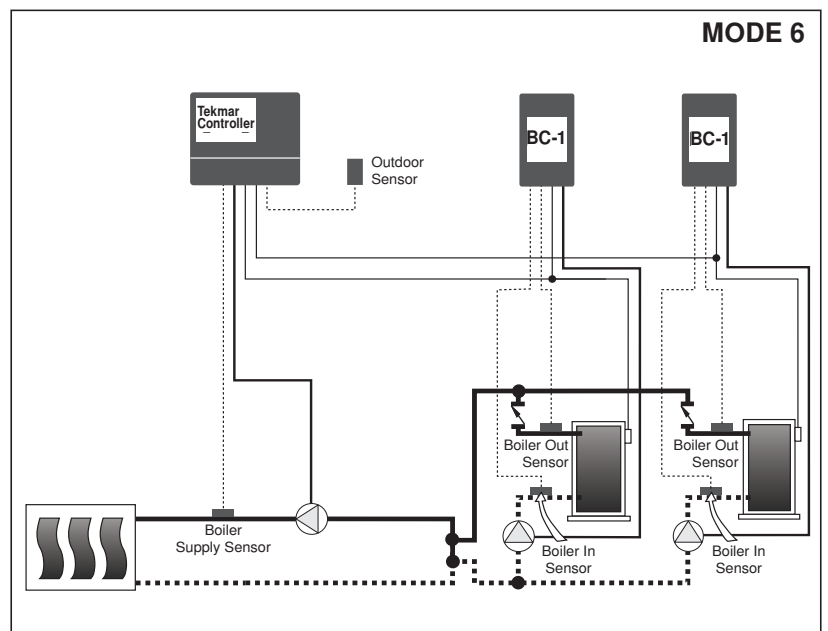 MODE 6
Tekmar
Controller
BC-1
BC-1
Outdoor
Sensor
Boiler Out
Sensor
Boiler Out
Sensor
Boiler
Supply Sensor
Boiler In
Sensor
Boiler In
Sensor